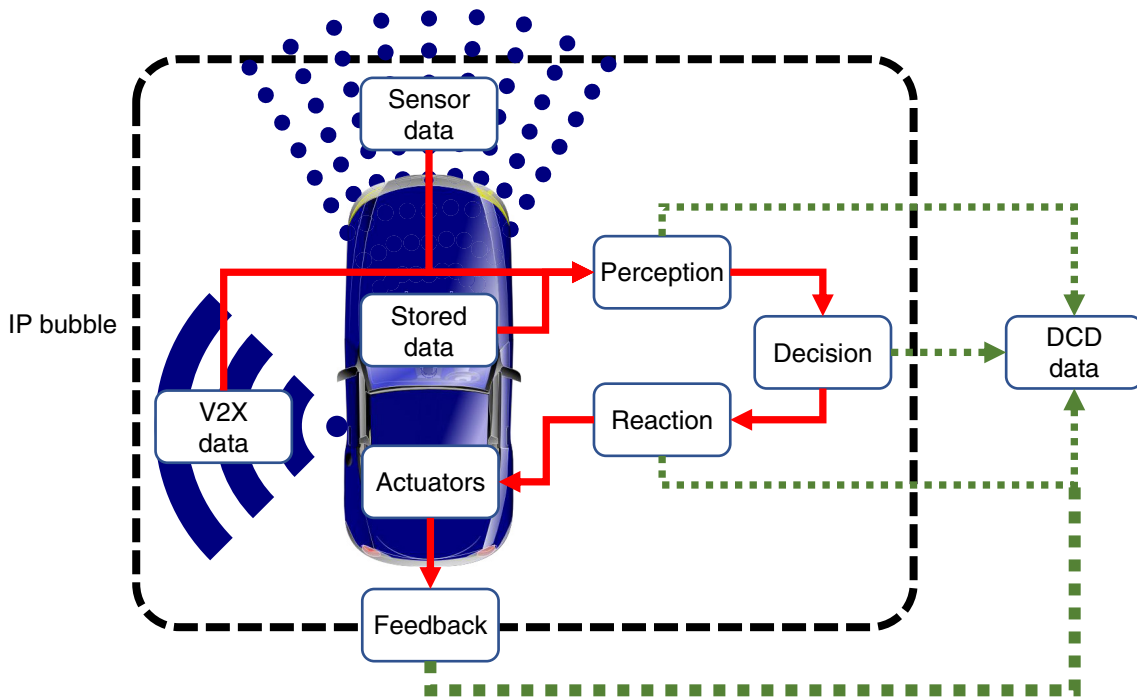 Sensor
data
Perception
IP bubble
Stored
data
Decision
DCD
data
V2X
data
Reaction
Actuators
Feedback